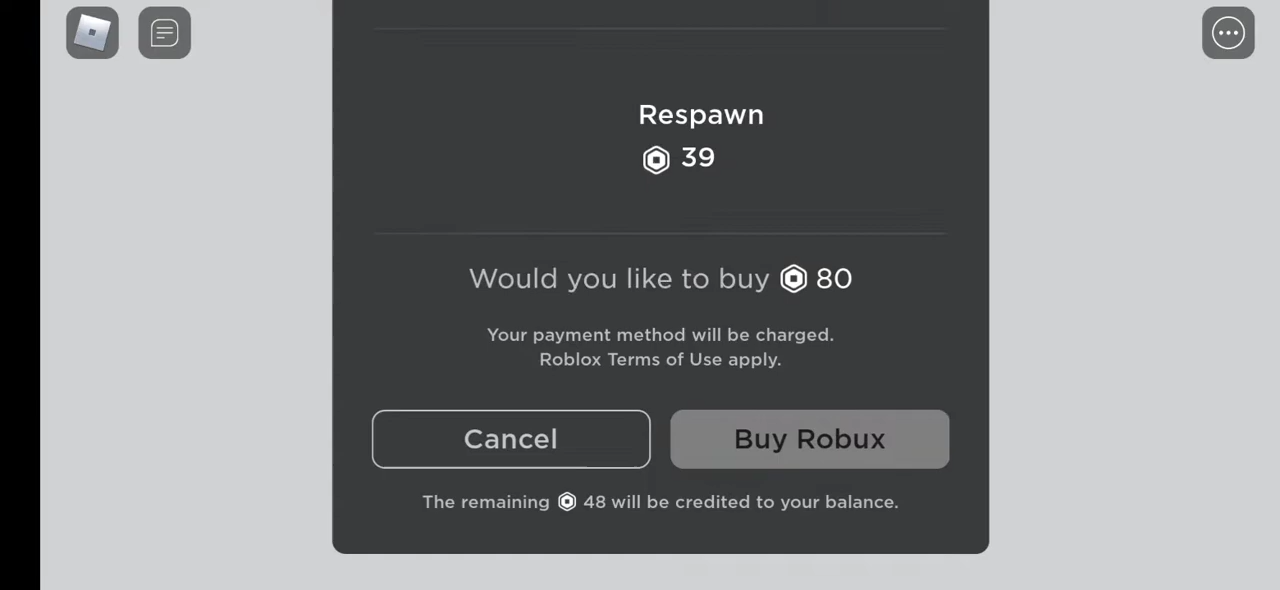 Respawn
39
Would you like to buy 80
Your payment method will be charged.
Roblox Terms of Use apply.
Cancel
Buy Robux
The remaining 48 will be credited to your balance.